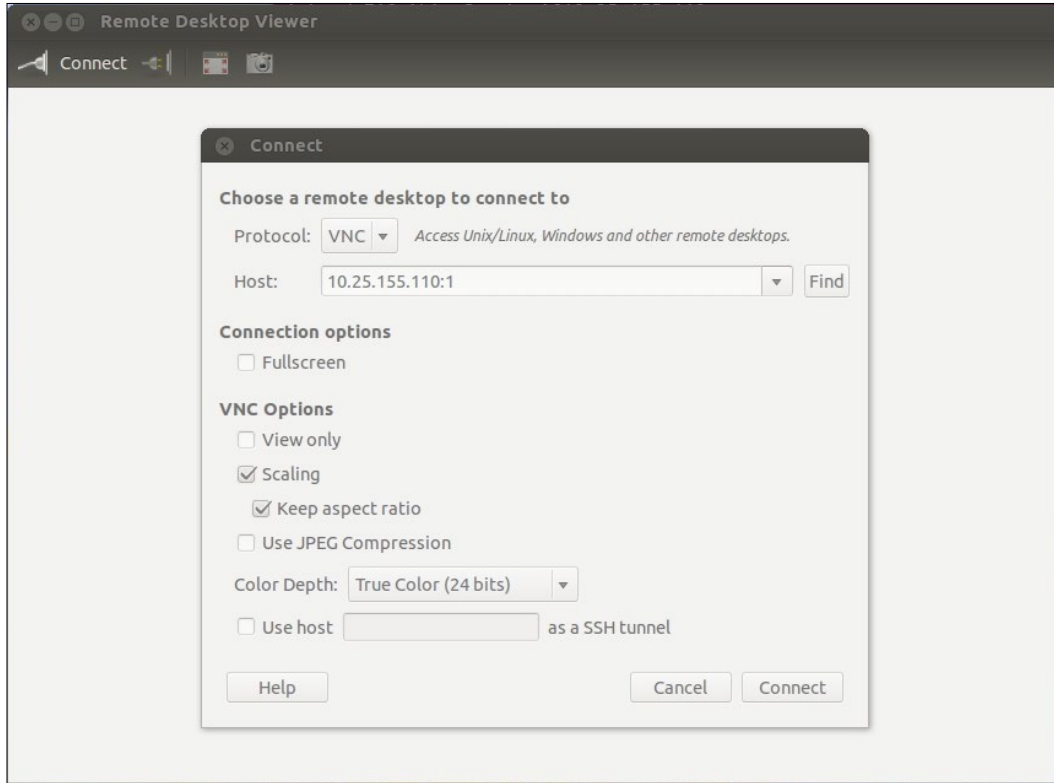 Remote Desktop Viewer
Connect
Connect
Choose a remote desktop to connect to
Protocol: VNC Access Unix/Linux, Windows and other remote desktops.
Host: 10.25.155.110:1 Find
Connection options
Fullscreen
VNC Options
View only
Scaling
Keep aspect ratio
Use JPEG Compression
Color Depth: True Color (24 bits)
Use host as a SSH tunnel
Help Cancel Connect